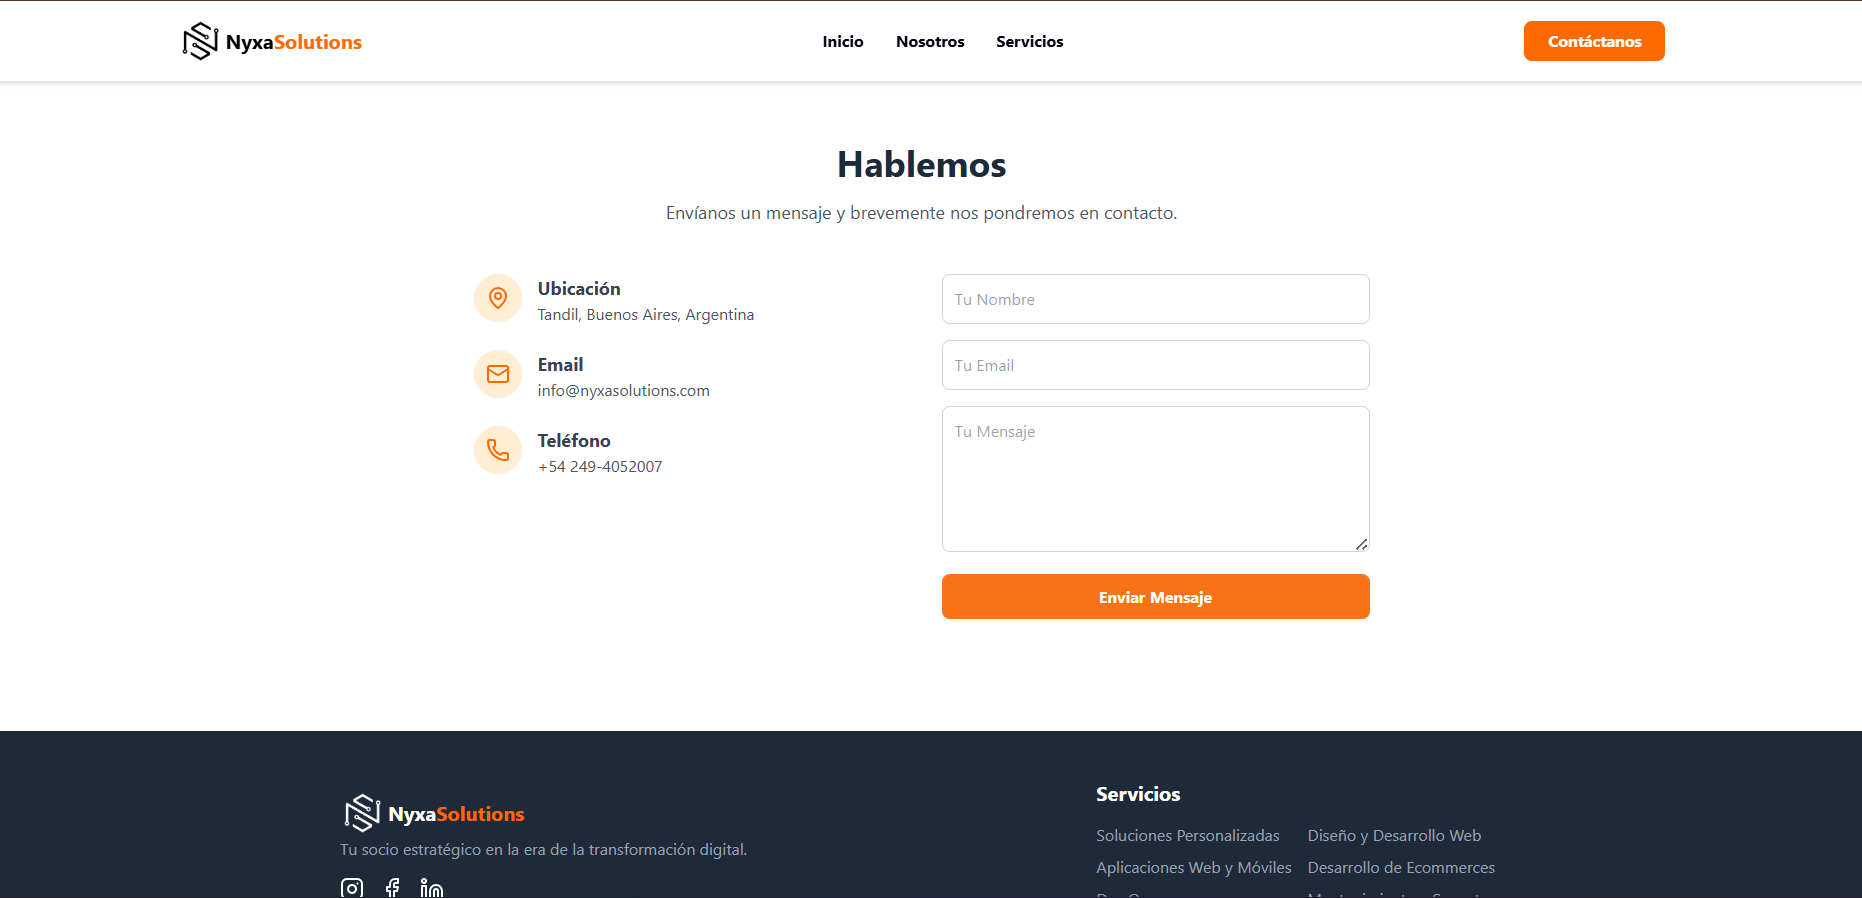 NyxaSolutions
Inicio
Nosotros
Servicios
Contáctanos
Hablemos
Envíanos un mensaje y brevemente nos pondremos en contacto.
Ubicación
Tandil, Buenos Aires, Argentina
Email
info@nyxasolutions.com
Teléfono
+54 249-4052007
Tu Nombre
Tu Email
Tu Mensaje
Enviar Mensaje
NyxaSolutions
Tu socio estratégico en la era de la transformación digital.
Servicios
Soluciones Personalizadas
Diseño y Desarrollo Web
Aplicaciones Web y Móviles
Desarrollo de Ecommerces